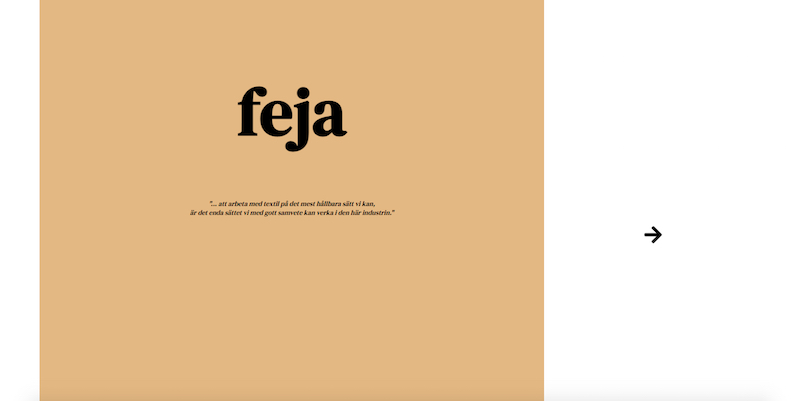 feja
"... att arbeta med textil på det mest hållbara sätt vi kan,
är det enda sättet vi med gott samvete kan verka i den här industrin."